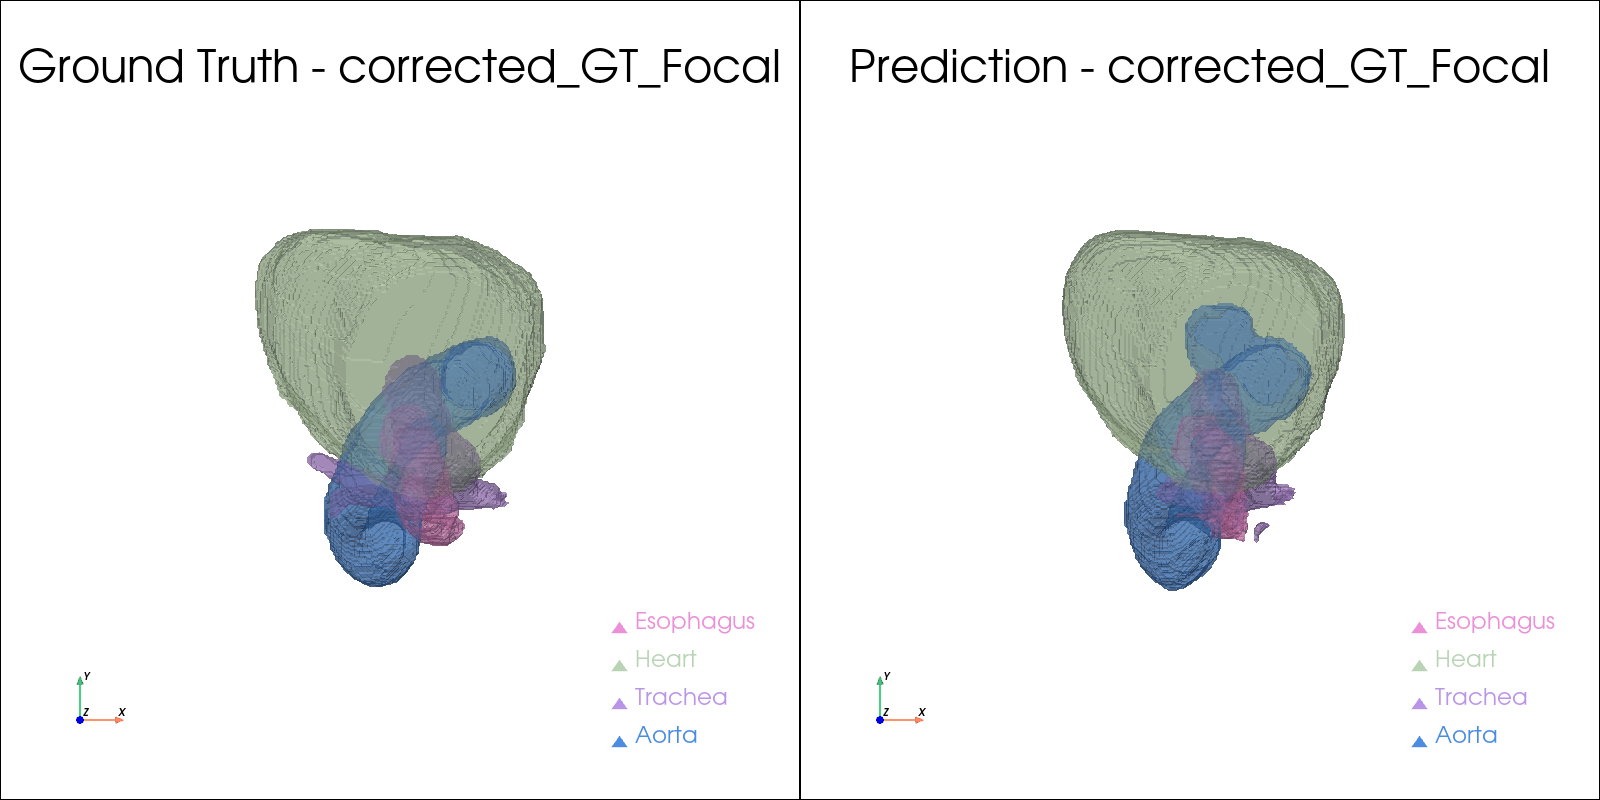 Ground Truth - corrected_GT_Focal
Esophagus
Heart
Trachea
Aorta
Y
Z
X
Prediction - corrected_GT_Focal
Esophagus
Heart
Trachea
Aorta
Y
Z
X